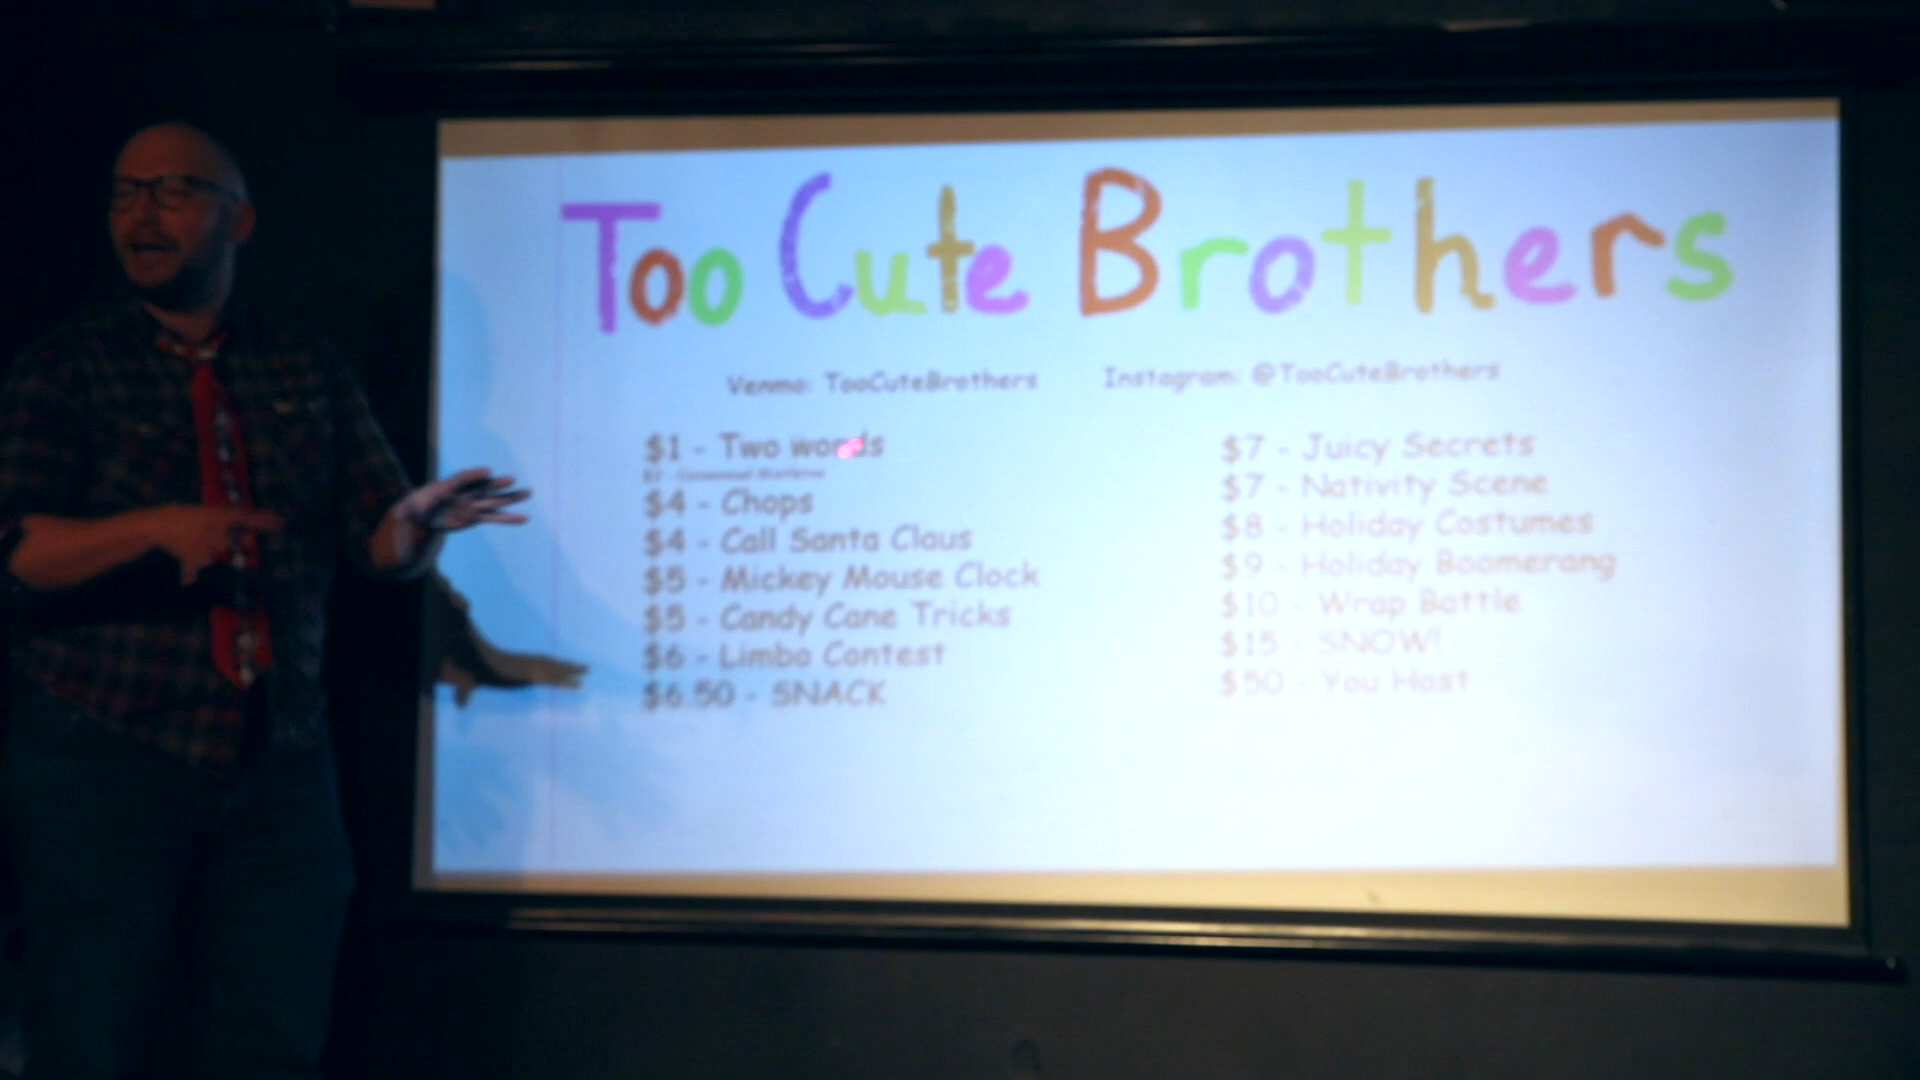 Too Cute Brothers
Venmo: TooCuteBrothers
Instagram: @TooCuteBrothers
$1 - Two words
$4 - Chops
$4 - Call Santa Claus
$5 - Mickey Mouse Clock
$5 - Candy Cane Tricks
$6 - Limbo Contest
$6.50 - SNACK
$7 - Juicy Secrets
$7 - Nativity Scene
$8 - Holiday Costumes
$9 - Holiday Boomerang
$10 - Wrap Battle
$15 - SNOW!
$50 - You Host